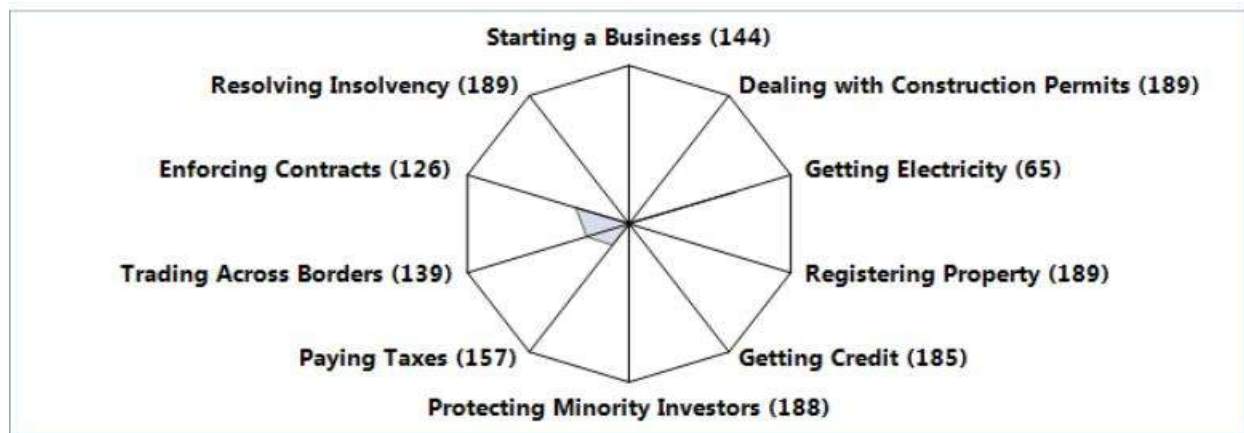 Starting a Business (144)
Resolving Insolvency (189)
Dealing with Construction Permits (189)
Enforcing Contracts (126)
Getting Electricity (65)
Trading Across Borders (139)
Registering Property (189)
Paying Taxes (157)
Getting Credit (185)
Protecting Minority Investors (188)